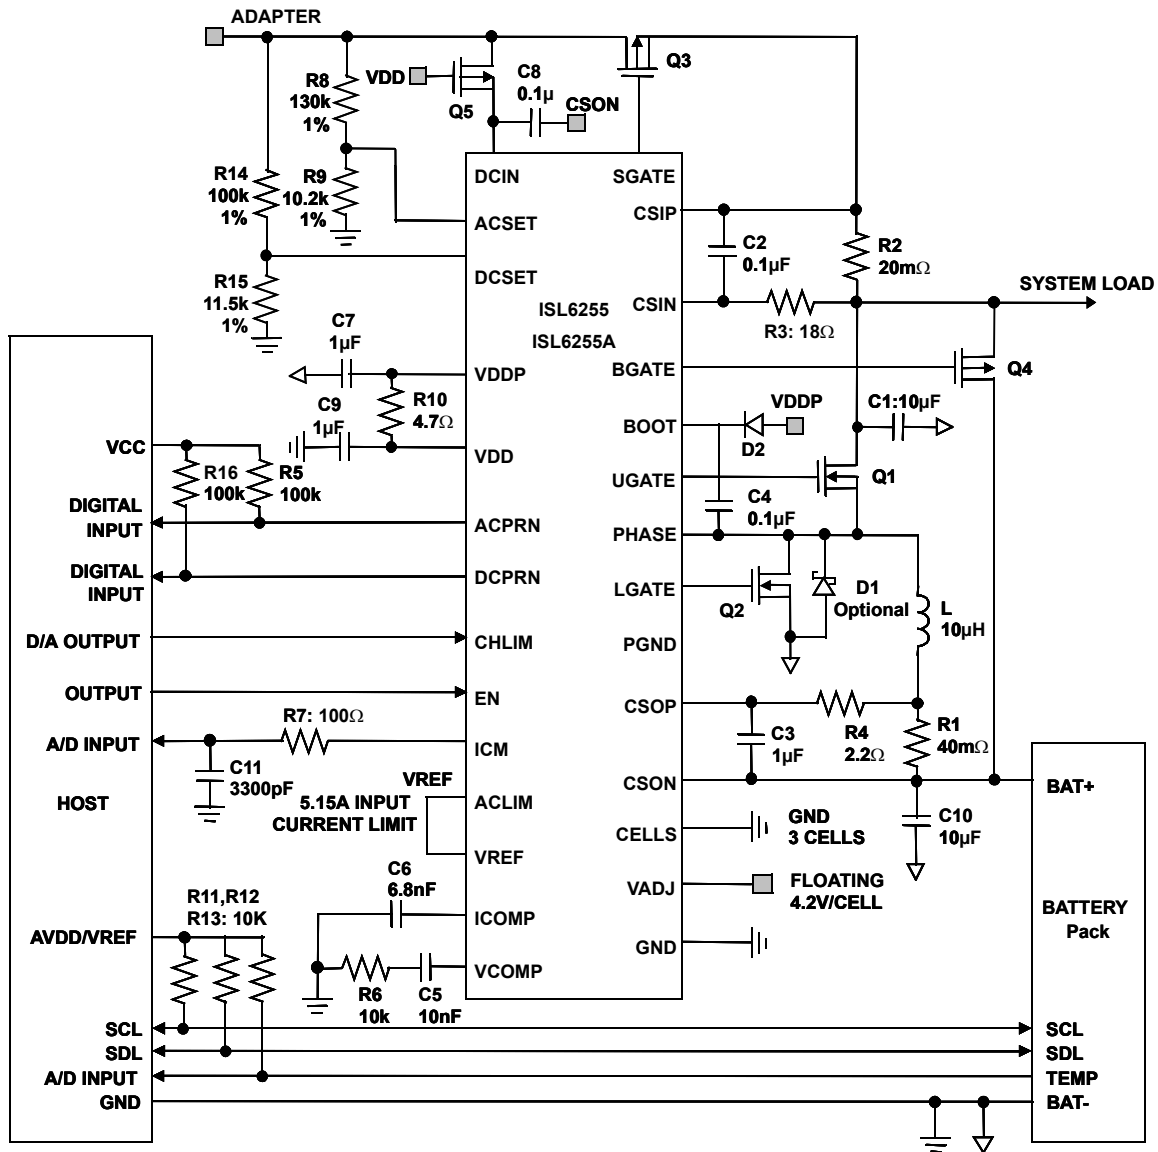 ADAPTER
R8
130k
1%
VDD
Q5
C8
0.1µ
CSON
Q3
R14
100k
1%
R9
10.2k
1%
DCIN
SGATE
CSIP
ACSET
C2
0.1µF
R2
20mΩ
R15
11.5k
1%
DCSET
SYSTEM LOAD
ISL6255
ISL6255A
CSIN
R3: 18Ω
C7
1µF
VDDP
BGATE
Q4
R10
4.7Ω
C9
1µF
VDD
BOOT
VDDP
D2
C1:10µF
VCC
R16
100k
R5
100k
UGATE
Q1
C4
0.1µF
DIGITAL
INPUT
ACPRN
PHASE
DIGITAL
INPUT
DCPRN
LGATE
Q2
D1
Optional
L
10µH
D/A OUTPUT
CHLIM
PGND
OUTPUT
EN
CSOP
R4
2.2Ω
R1
40mΩ
C3
1µF
R7: 100Ω
A/D INPUT
ICM
C11
3300pF
CSON
BAT+
HOST
VREF
5.15A INPUT
CURRENT LIMIT
ACLIM
VREF
CELLS
GND
3 CELLS
C10
10µF
C6
6.8nF
VADJ
FLOATING
4.2V/CELL
R11,R12
R13: 10K
ICOMP
GND
BATTERY
Pack
AVDD/VREF
VCOMP
R6
10k
C5
10nF
SCL
SCL
SDL
SDL
A/D INPUT
TEMP
GND
BAT-